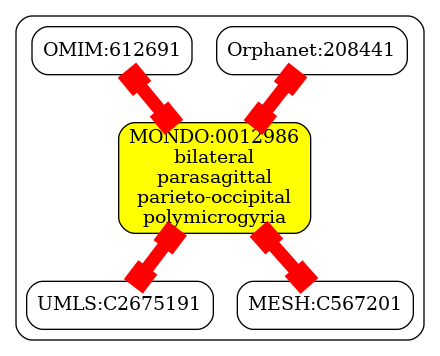 OMIM:612691
Orphanet:208441
MONDO:0012986
bilateral
parasagittal
parieto-occipital
polymicrogyria
UMLS:C2675191
MESH:C567201